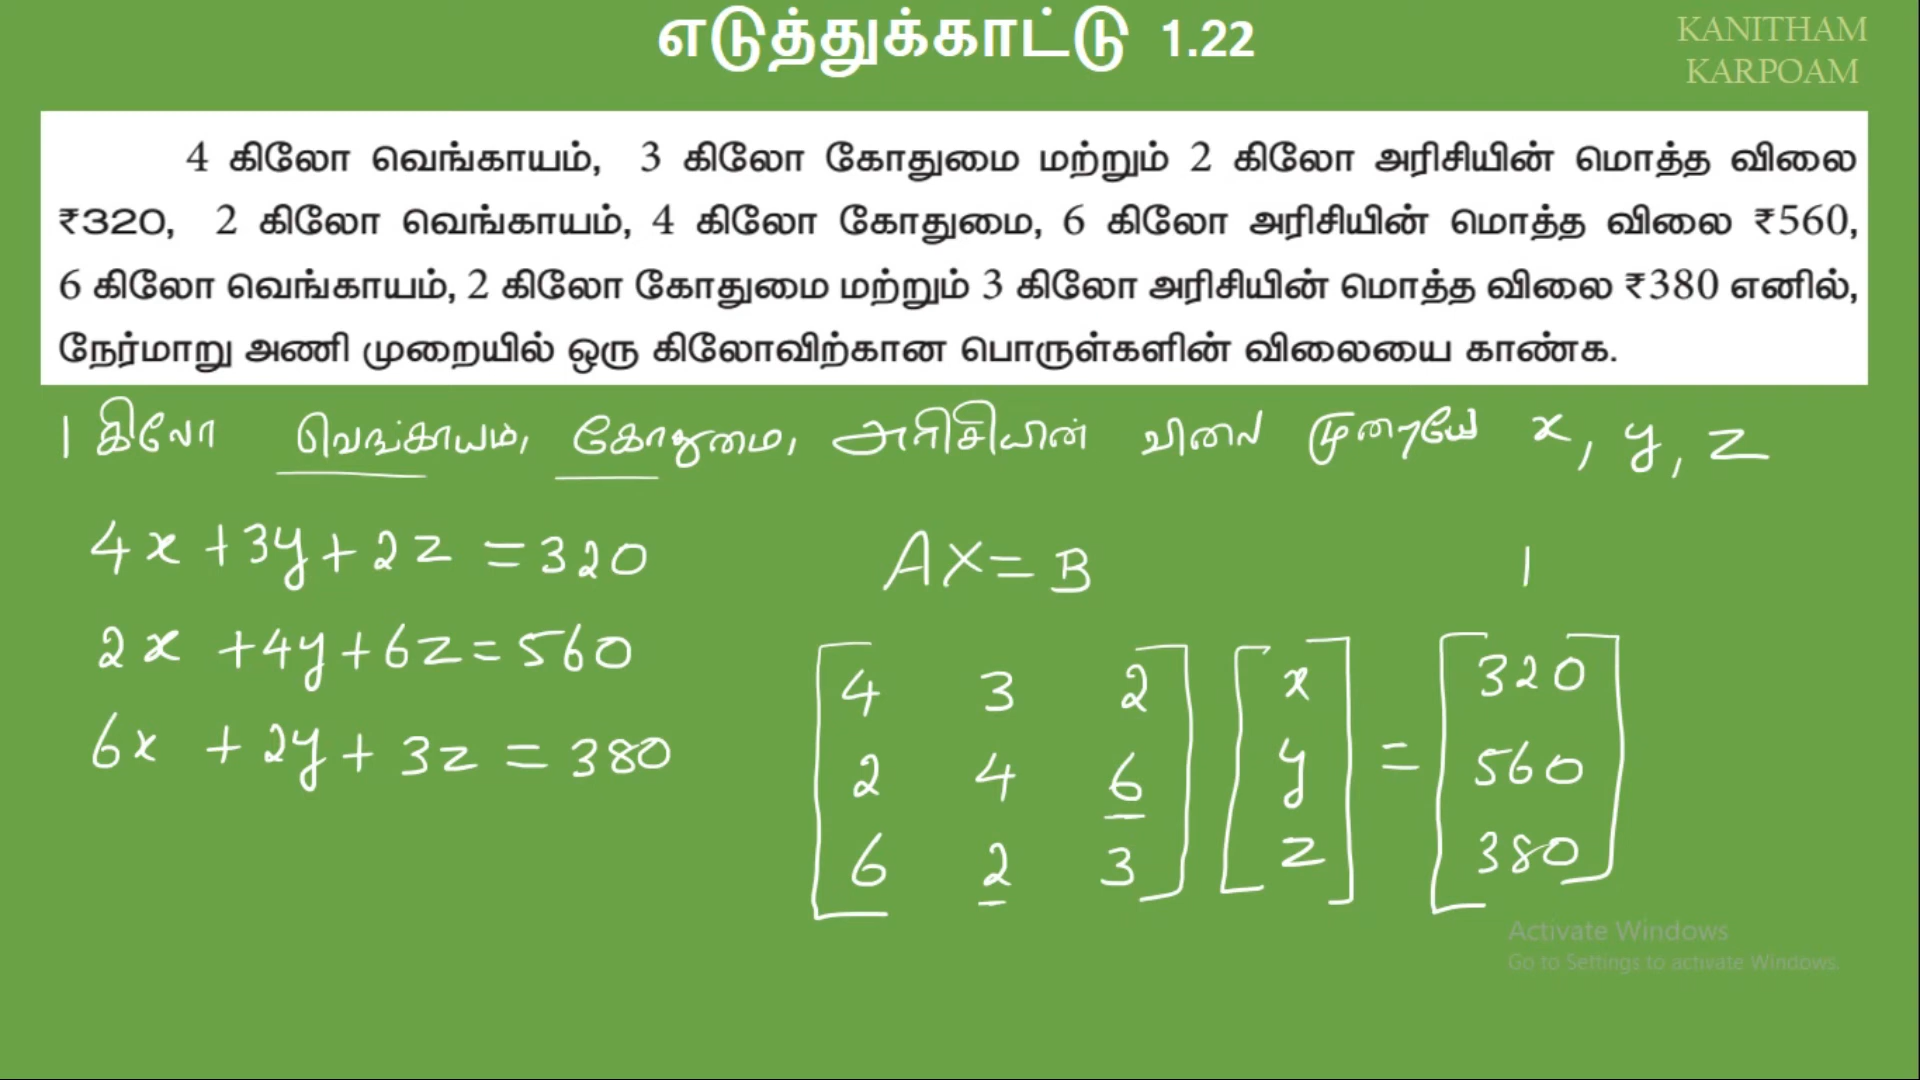 எடுத்துக்காட்டு 1.22
KANITHAM
KARPOAM
4 கிலோ வெங்காயம், 3 கிலோ கோதுமை மற்றும் 2 கிலோ அரிசியின் மொத்த விலை
₹320, 2 கிலோ வெங்காயம், 4 கிலோ கோதுமை, 6 கிலோ அரிசியின் மொத்த விலை ₹560,
6 கிலோ வெங்காயம், 2 கிலோ கோதுமை மற்றும் 3 கிலோ அரிசியின் மொத்த விலை ₹380 எனில்,
நேர்மாறு அணி முறையில் ஒரு கிலோவிற்கான பொருள்களின் விலையை காண்க.
1 கிலோ வெங்காயம், கோதுமை, அரிசியின் விலை முறையே x, y, z
4x + 3y + 2z = 320
2x + 4y + 6z = 560
6x + 2y + 3z = 380
AX = B
1
4 3 2 x 320
2 4 6 y = 560
6 2 3 z 380
Activate Windows
Go to Settings to activate Windows.